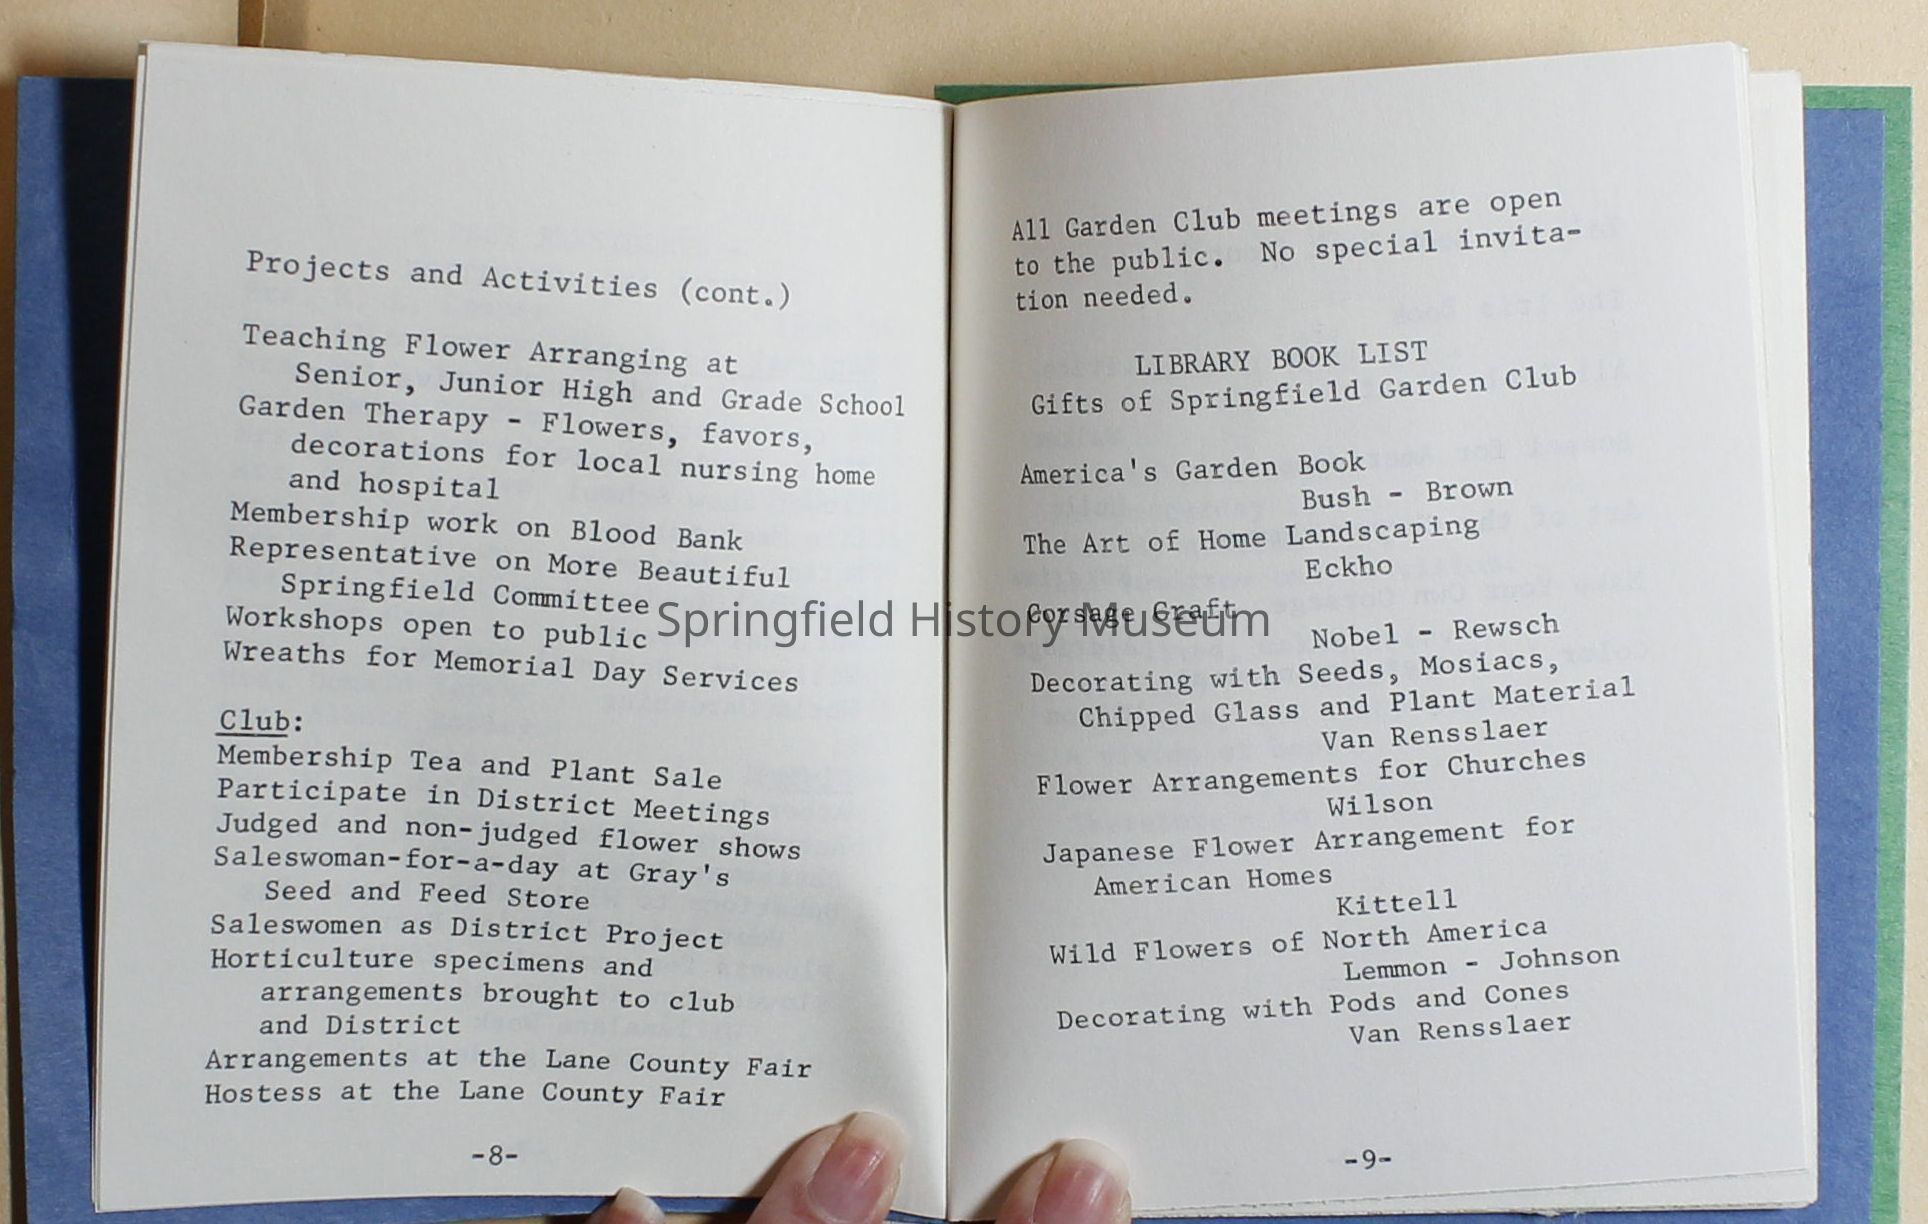 Projects and Activities (cont.)
Teaching Flower Arranging at
Senior, Junior High and Grade School
Garden Therapy - Flowers, favors,
decorations for local nursing home
and hospital
Membership work on Blood Bank
Representative on More Beautiful
Springfield Committee
Workshops open to public
Wreaths for Memorial Day Services
Club:
Membership Tea and Plant Sale
Participate in District Meetings
Judged and non-judged flower shows
Saleswoman-for-a-day at Gray's
Seed and Feed Store
Saleswomen as District Project
Horticulture specimens and
arrangements brought to club
and District
Arrangements at the Lane County Fair
Hostess at the Lane County Fair
-8-
All Garden Club meetings are open
to the public. No special invita-
tion needed.
LIBRARY BOOK LIST
Gifts of Springfield Garden Club
America's Garden Book
Bush - Brown
The Art of Home Landscaping
Eckho
Corsage Craft
Nobel - Rewsch
Decorating with Seeds, Mosiacs,
Chipped Glass and Plant Material
Van Rensslaer
Flower Arrangements for Churches
Wilson
Japanese Flower Arrangement for
American Homes
Kittell
Wild Flowers of North America
Lemmon - Johnson
Decorating with Pods and Cones
Van Rensslaer
-9-
Springfield History Museum